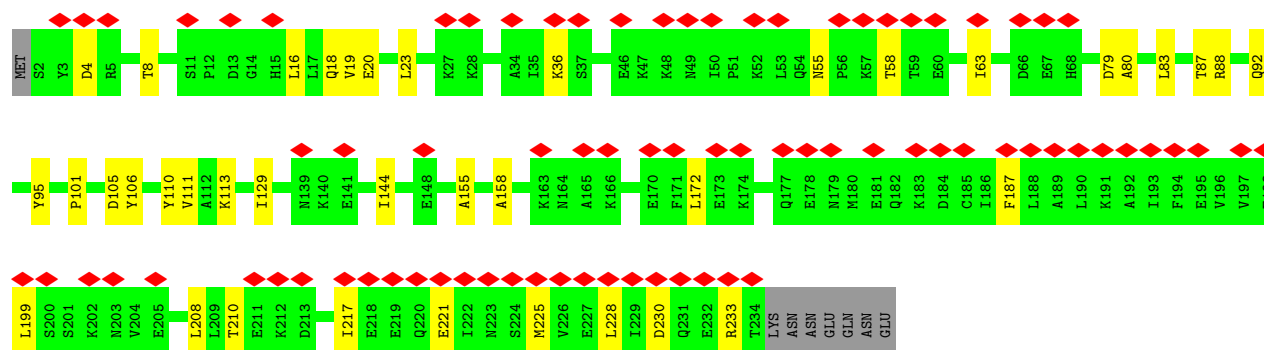 MET S2 Y3 D4 R5 T8 S11 P12 D13 G14 H15 L16 L17 Q18 V19 E20 L23 K27 K28 A34 I35 K36 S37 E46 K47 K48 N49 I50 P51 K52 L53 Q54 N55 P56 K57 T58 T59 E60 I63 D66 E67 H68 D79 A80 L83 T87 R88 Q92
Y95 P101 D105 Y106 Y110 V111 A112 K113 I129 N139 K140 E141 I144 E148 A155 A158 K163 N164 A165 K166 E170 F171 L172 E173 K174 Q177 E178 N179 M180 E181 Q182 K183 D184 C185 I186 F187 L188 A189 L190 K191 A192 I193 F194 E195 V196 V197
L199 S200 S201 K202 N203 V204 E205 L208 L209 T210 E211 K212 D213 I217 E218 E219 Q220 E221 I222 N223 S224 M225 V226 E227 L228 I229 D230 Q231 E232 R233 T234 LYS ASN ASN GLU GLN ASN GLU